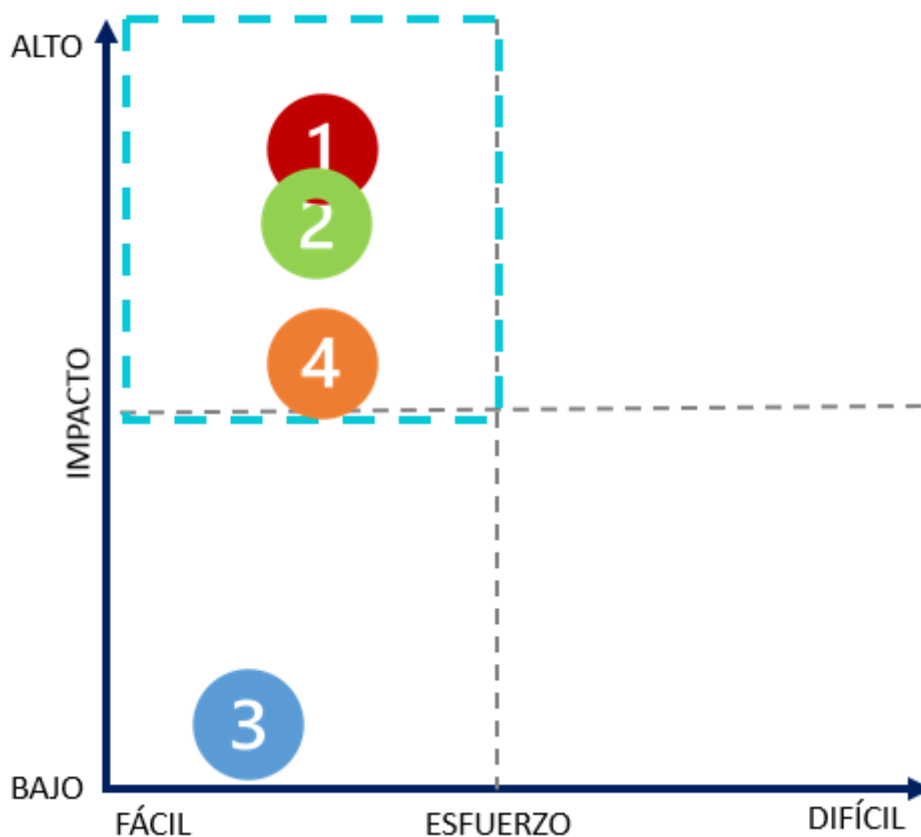 ALTO
1
2
4
IMPACTO
3
BAJO
FÁCIL
ESFUERZO
DIFÍCIL